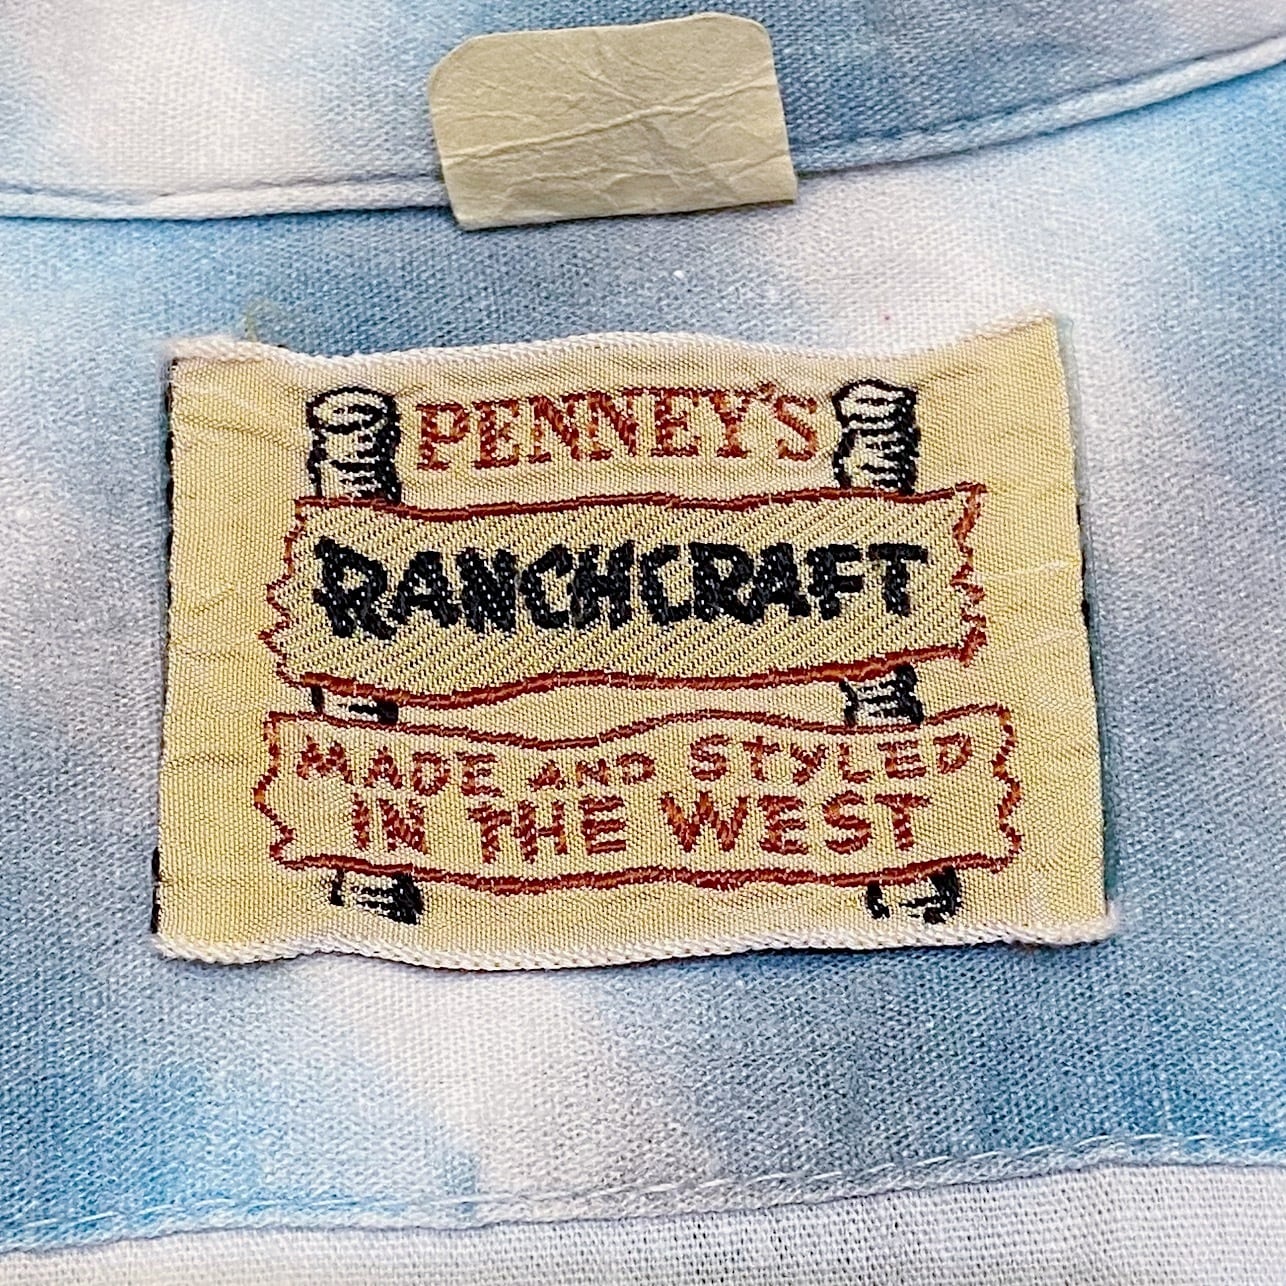 PENNEY'S
RANCHCRAFT
MADE AND STYLED
IN THE WEST